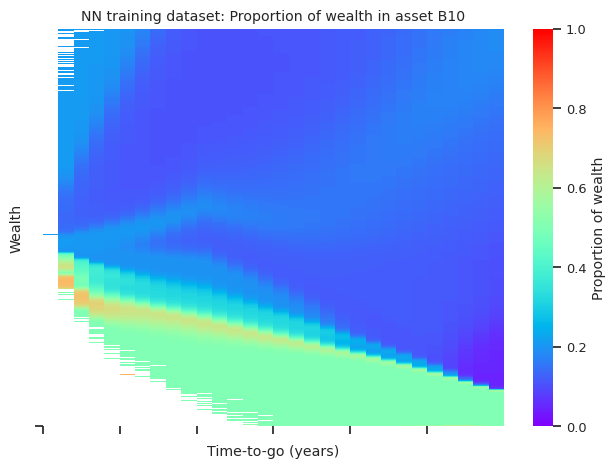 NN training dataset: Proportion of wealth in asset B10
Wealth
Time-to-go (years)
1.0
0.8
0.6
0.4
0.2
0.0
Proportion of wealth